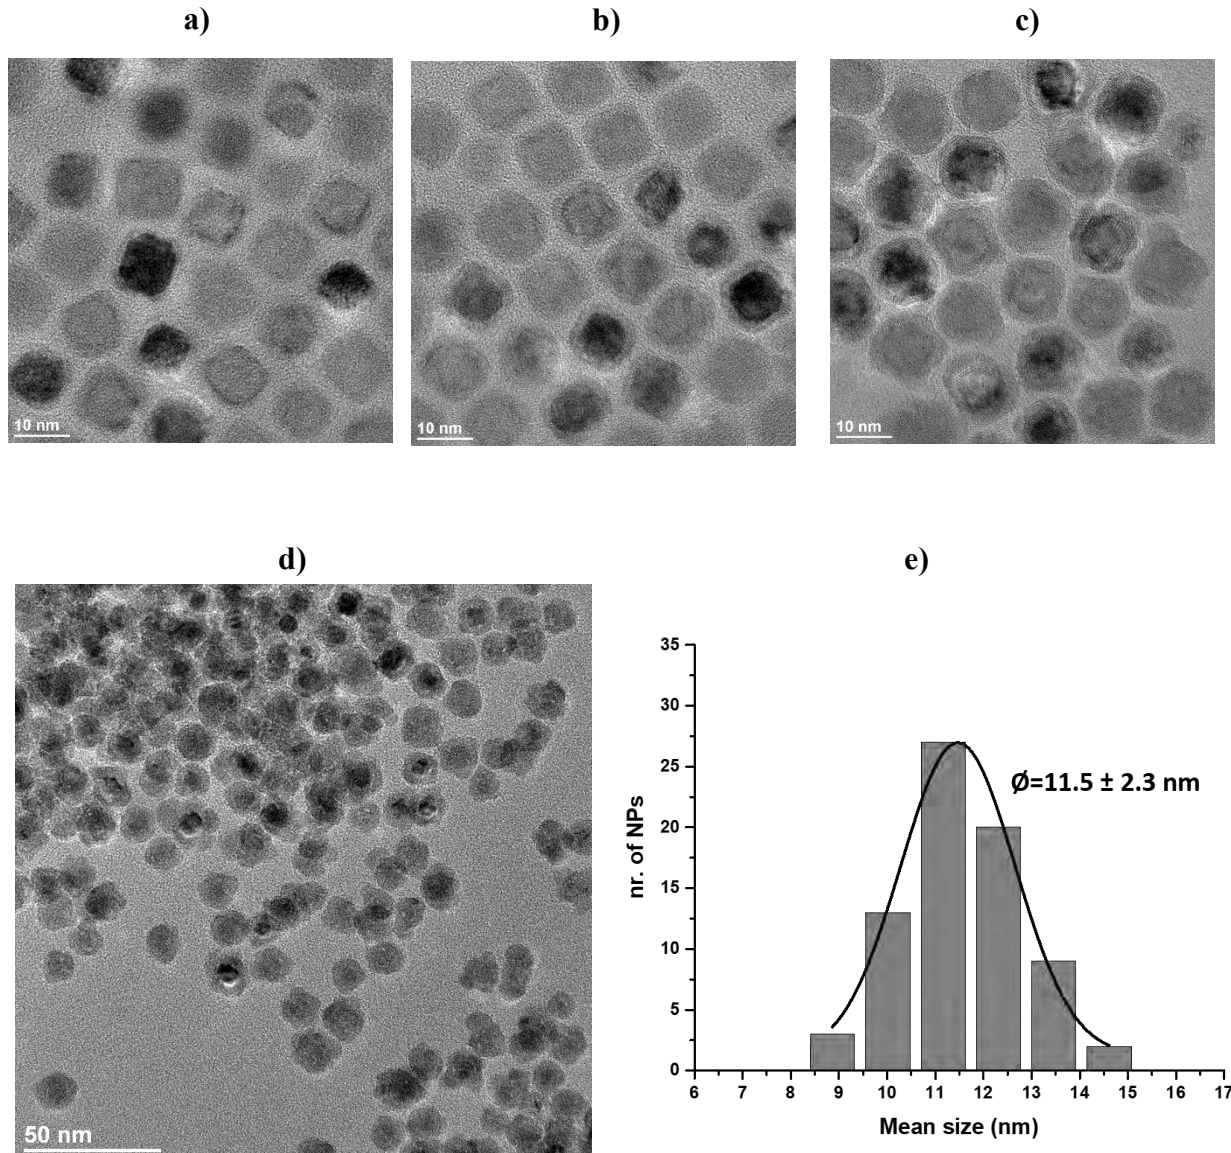 a)
b)
c)
10 nm
10 nm
10 nm
d)
e)
50 nm
35
30
25
20
15
10
5
0
nr. of NPs
Ø=11.5 ± 2.3 nm
6 7 8 9 10 11 12 13 14 15 16 17
Mean size (nm)